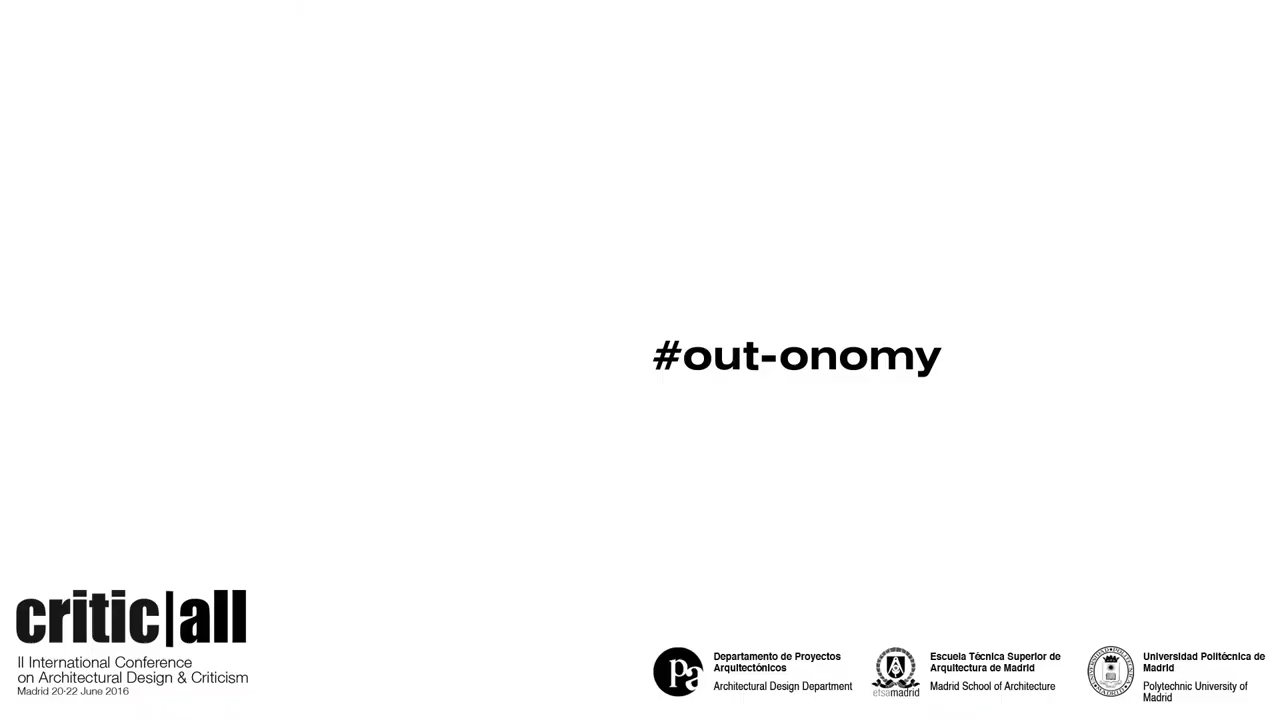 #out-onomy
critic|all
II International Conference
on Architectural Design & Criticism
Madrid 20-22 June 2016
pa
Departamento de Proyectos
Arquitectónicos
Architectural Design Department
etsamadrid
Escuela Técnica Superior de
Arquitectura de Madrid
Madrid School of Architecture
Universidad Politécnica de
Madrid
Polytechnic University of
Madrid